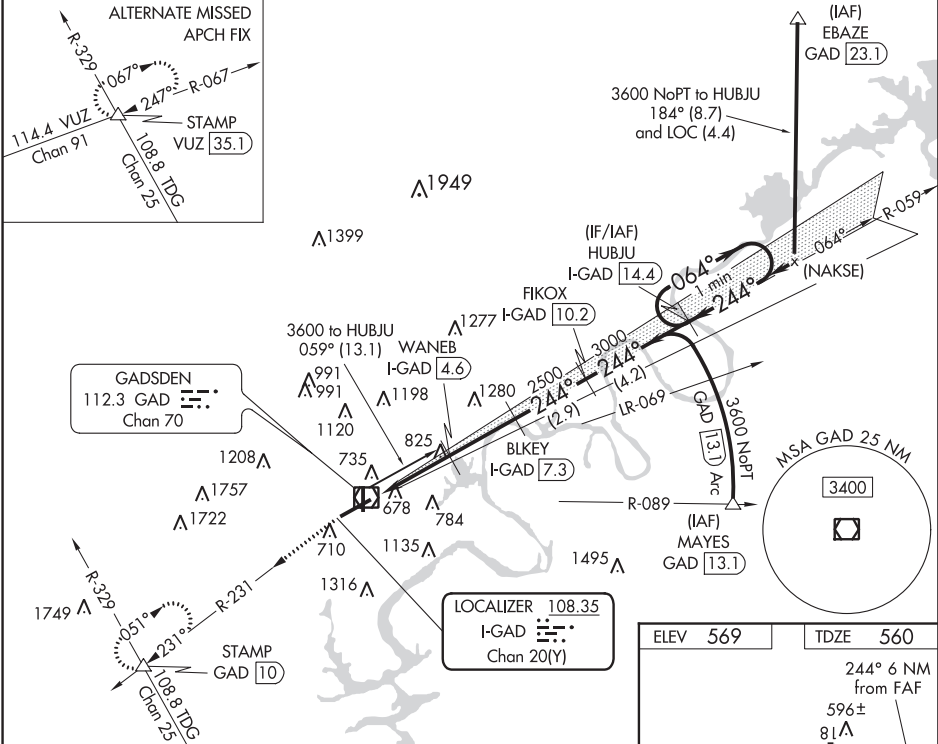 ALTERNATE MISSED
APCH FIX
R-329
067°
247°
R-067
114.4 VUZ
Chan 91
STAMP
VUZ 35.1
108.8 TDG
Chan 25
(IAF)
EBAZE
GAD 23.1
3600 NoPT to HUBJU
184° (8.7)
and LOC (4.4)
1949
1399
R-059
064°
(NAKSE)
(IF/IAF)
HUBJU
I-GAD 14.4
064°
1 min
244°
FIKOX
I-GAD 10.2
1277
3600 to HUBJU
059° (13.1)
WANEB
I-GAD 4.6
3000
244°
(4.2)
2500
244°
(2.9)
LR-069
GADSDEN
112.3 GAD
Chan 70
991
991
1198
1280
1120
825
BLKEY
I-GAD 7.3
3600 NoPT
GAD 13.1 Arc
1208
735
1757
678
784
1722
R-089
(IAF)
MAYES
GAD 13.1
MSA GAD 25 NM
3400
710
1135
1495
1316
R-231
R-329
1749
051°
231°
STAMP
GAD 10
108.8 TDG
Chan 25
LOCALIZER 108.35
I-GAD
Chan 20(Y)
ELEV 569
TDZE 560
244° 6 NM
from FAF
596±